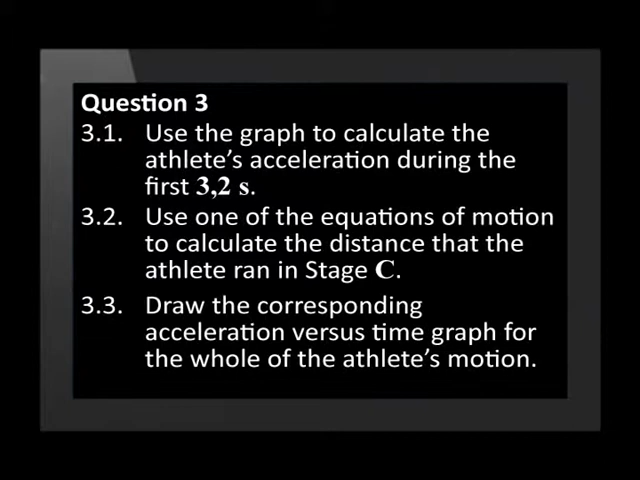 Question 3
3.1. Use the graph to calculate the
athlete's acceleration during the
first 3,2 s.
3.2. Use one of the equations of motion
to calculate the distance that the
athlete ran in Stage C.
3.3. Draw the corresponding
acceleration versus time graph for
the whole of the athlete's motion.